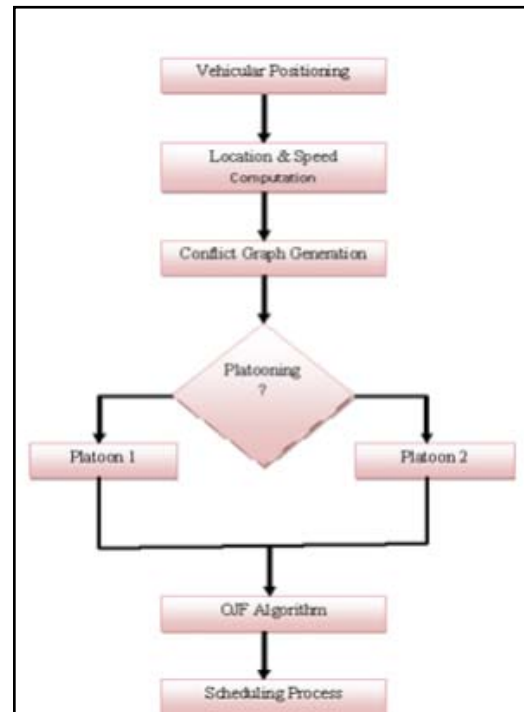 Vehicular Positioning
Location & Speed
Computation
Conflict Graph Generation
Platooning
?
Platoon 1
Platoon 2
OJF Algorithm
Scheduling Process